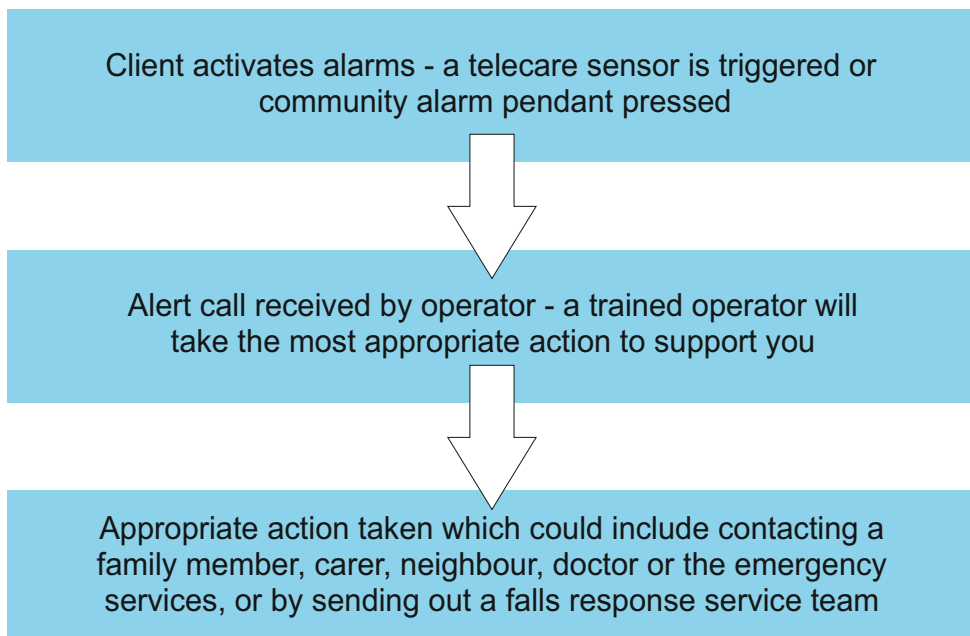 Client activates alarms - a telecare sensor is triggered or
community alarm pendant pressed
Alert call received by operator - a trained operator will
take the most appropriate action to support you
Appropriate action taken which could include contacting a
family member, carer, neighbour, doctor or the emergency
services, or by sending out a falls response service team